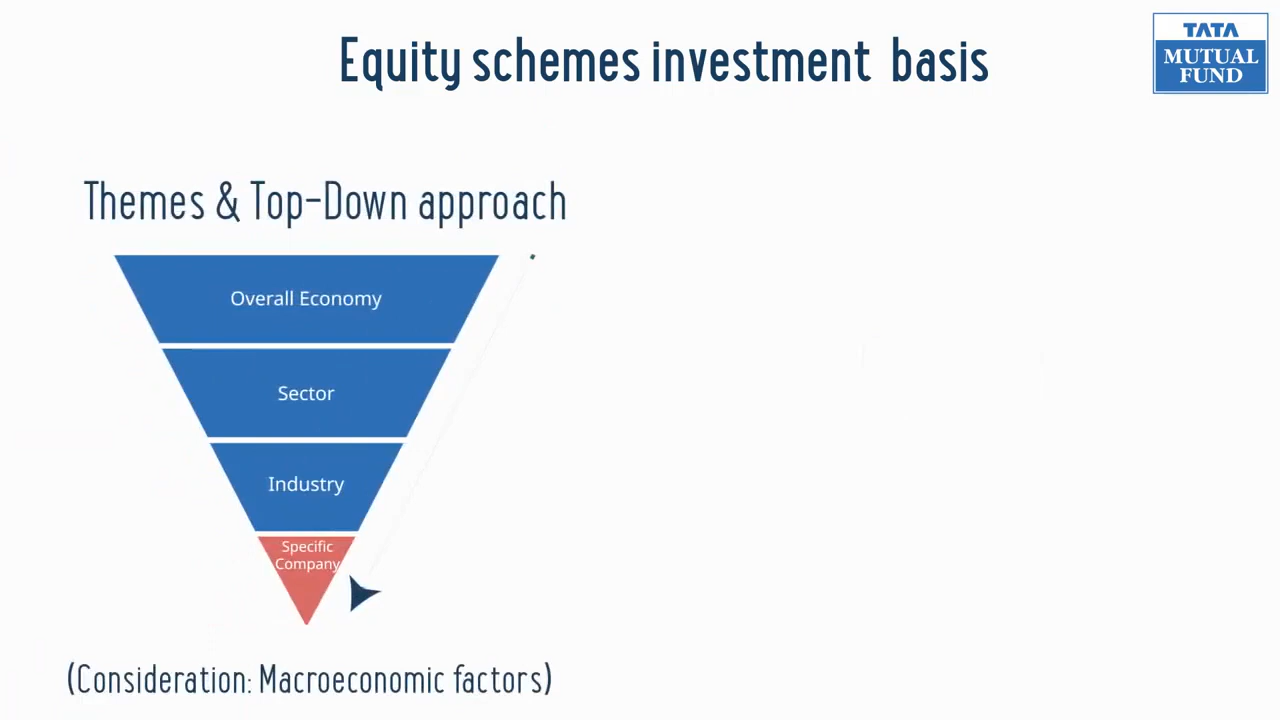 Equity schemes investment basis
TATA
MUTUAL
FUND
Themes & Top-Down approach
Overall Economy
Sector
Industry
Specific
Company
(Consideration: Macroeconomic factors)